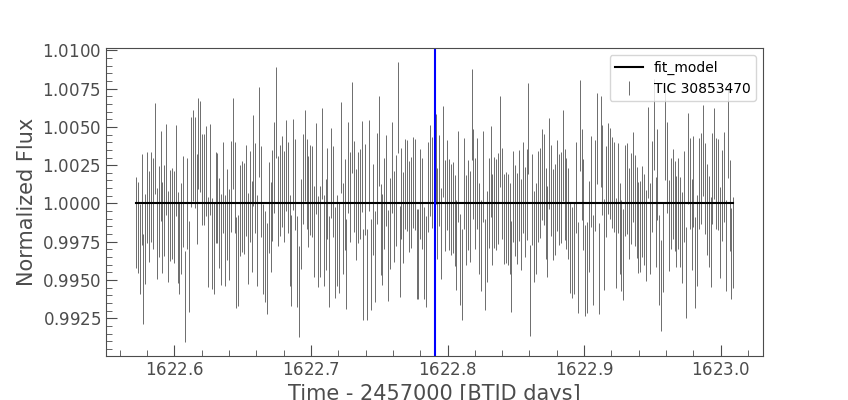 1.0100
1.0075
1.0050
1.0025
1.0000
0.9975
0.9950
0.9925
Normalized Flux
fit_model
TIC 30853470
1622.6 1622.7 1622.8 1622.9 1623.0
Time - 2457000 [BTJD days]